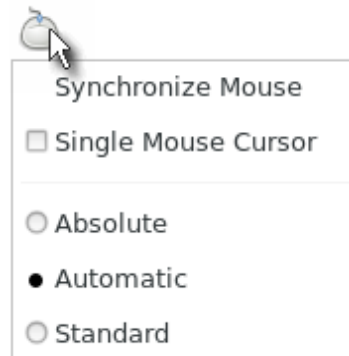 Synchronize Mouse
Single Mouse Cursor
Absolute
Automatic
Standard